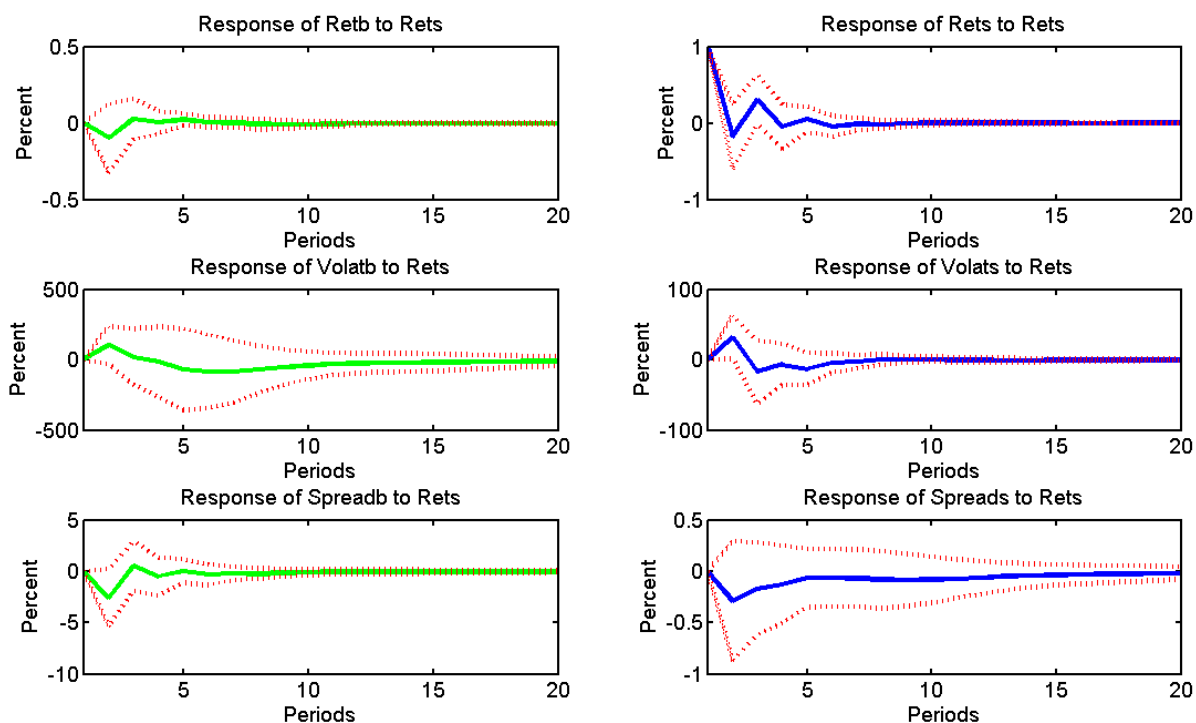 Response of Retb to Rets
0.5
0
-0.5
Percent
5
10
15
20
Periods
Response of Rets to Rets
1
0
-1
Percent
5
10
15
20
Periods
Response of Volatb to Rets
500
0
-500
Percent
5
10
15
20
Periods
Response of Volats to Rets
100
0
-100
Percent
5
10
15
20
Periods
Response of Spreadb to Rets
5
0
-5
-10
Percent
5
10
15
20
Periods
Response of Spreads to Rets
0.5
0
-0.5
-1
Percent
5
10
15
20
Periods